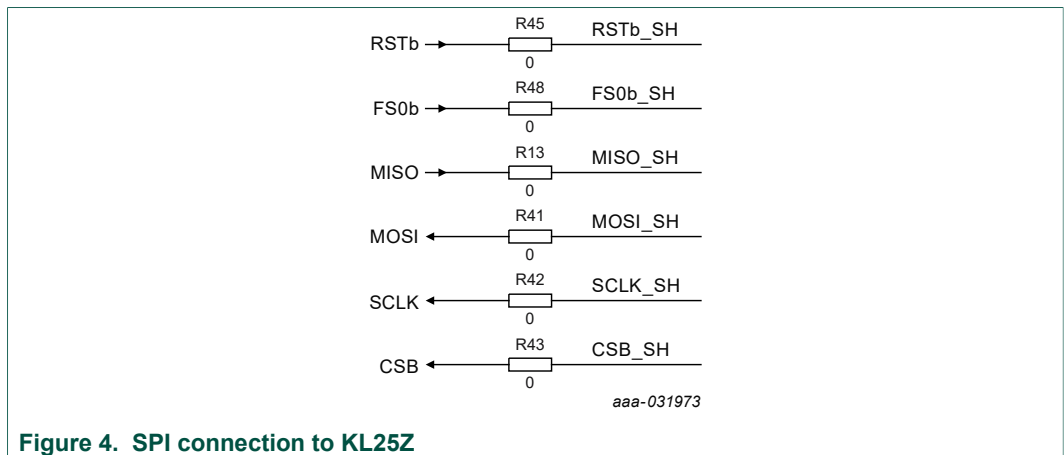 R45
RSTb RSTb_SH
0
R48
FS0b FS0b_SH
0
R13
MISO MISO_SH
0
R41
MOSI MOSI_SH
0
R42
SCLK SCLK_SH
0
R43
CSB CSB_SH
0
aaa-031973
Figure 4. SPI connection to KL25Z